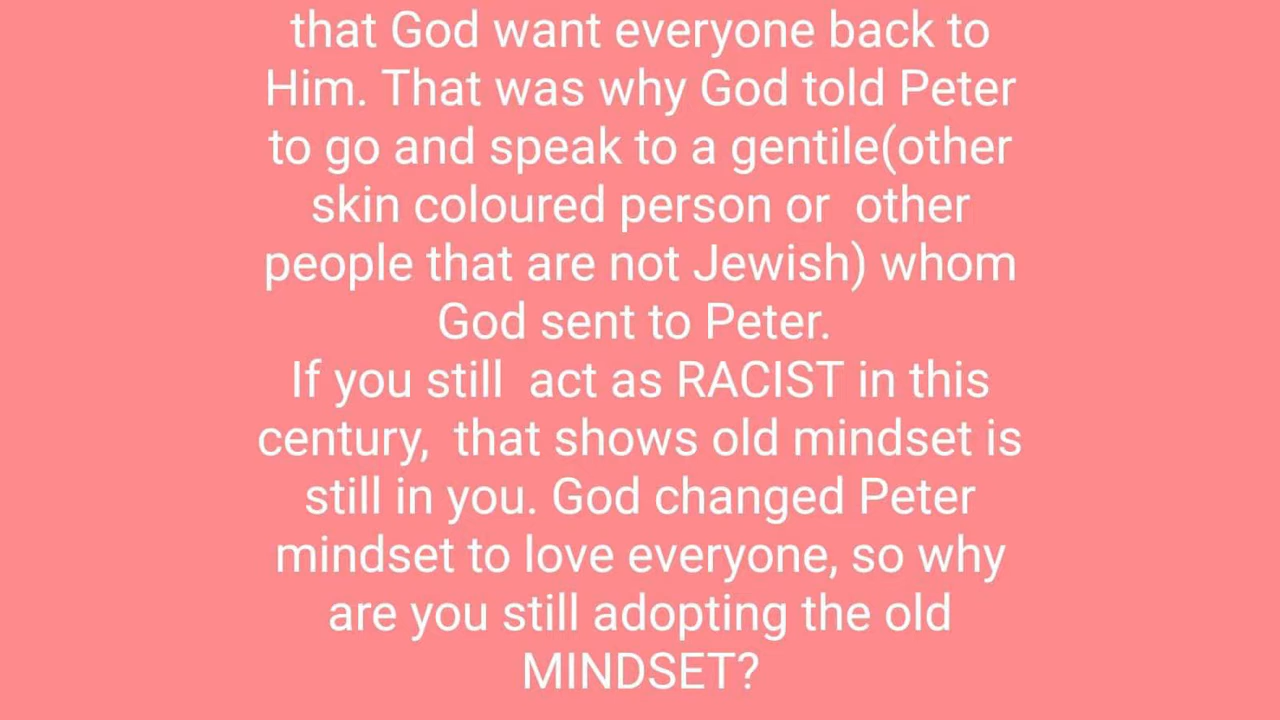 that God want everyone back to
Him. That was why God told Peter
to go and speak to a gentile(other
skin coloured person or  other
people that are not Jewish) whom
God sent to Peter.
If you still  act as RACIST in this
century,  that shows old mindset is
still in you. God changed Peter
mindset to love everyone, so why
are you still adopting the old
MINDSET?